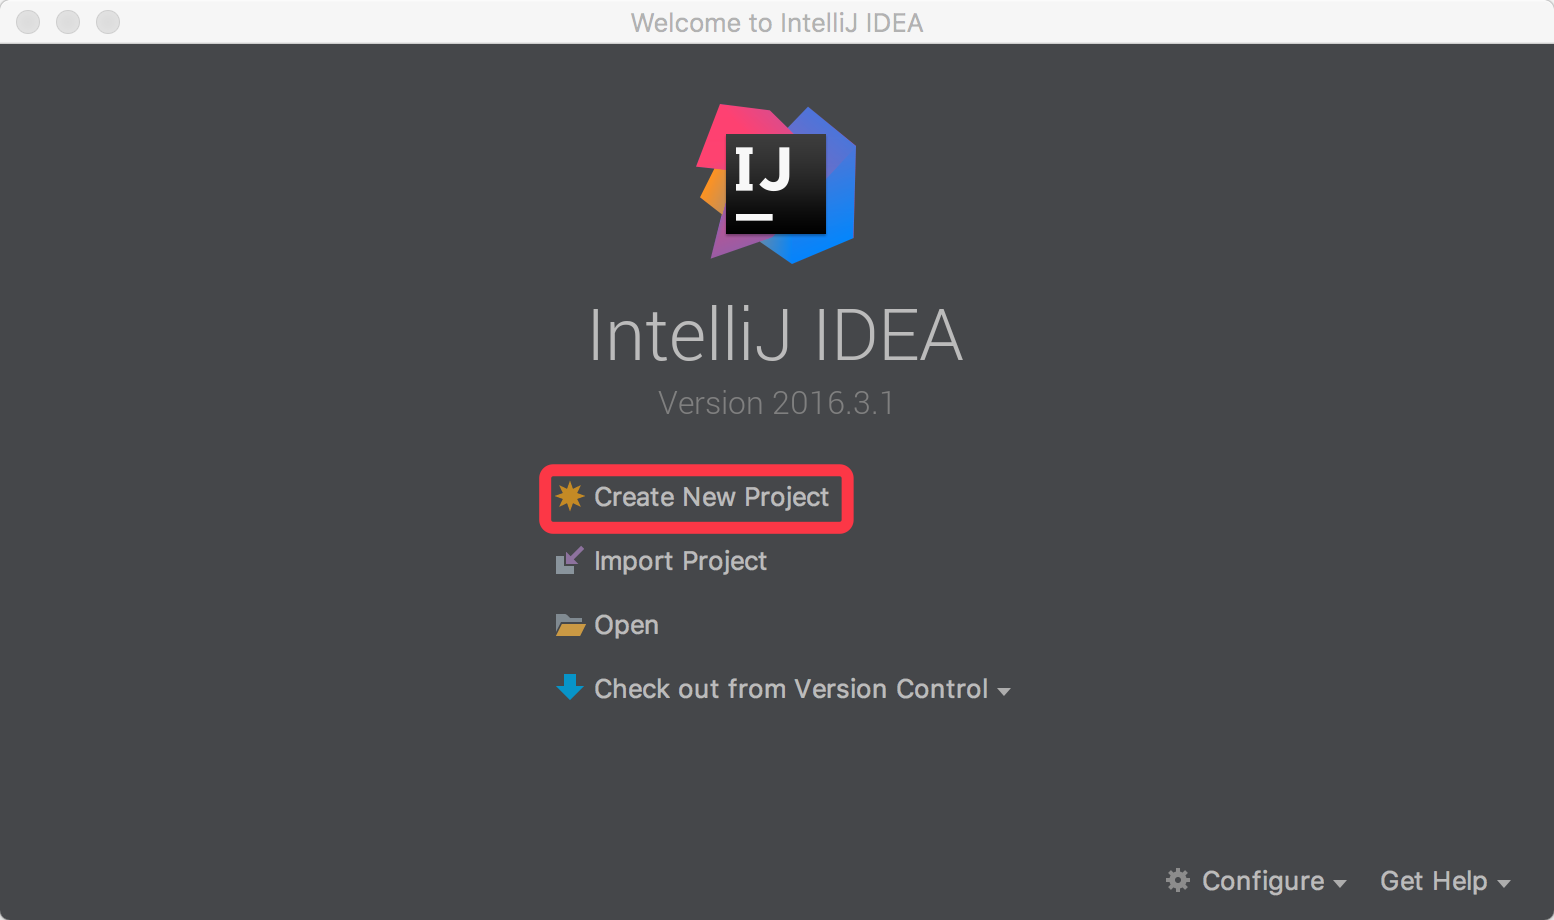 Welcome to IntelliJ IDEA
IJ
IntelliJ IDEA
Version 2016.3.1
Create New Project
Import Project
Open
Check out from Version Control
Configure
Get Help